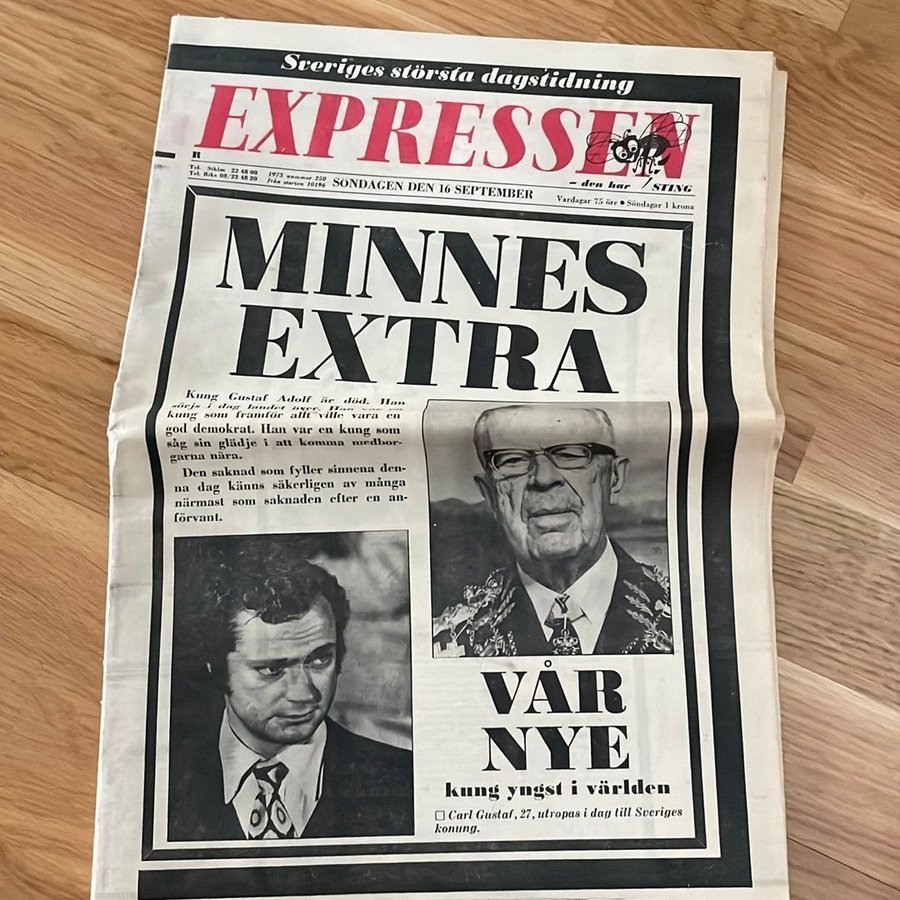 Sveriges största dagstidning
EXPRESSEN
R
Tel. Sthlm 22 48 00
Tel. Riks 08/22 48 20
1973 nummer 250
från starten 10196
SÖNDAGEN DEN 16 SEPTEMBER
– den har STING
Vardagar 75 öre ● Söndagar 1 krona
MINNES
EXTRA
Kung Gustaf Adolf är död. Han
sörjs i dag landet över. Han var en
kung som framför allt ville vara en
god demokrat. Han var en kung som
såg sin glädje i att komma medbor-
garna nära.
Den saknad som fyller sinnena den-
na dag känns säkerligen av många
närmast som saknaden efter en an-
förvant.
VÅR
NYE
kung yngst i världen
□ Carl Gustaf, 27, utropas i dag till Sveriges
konung.